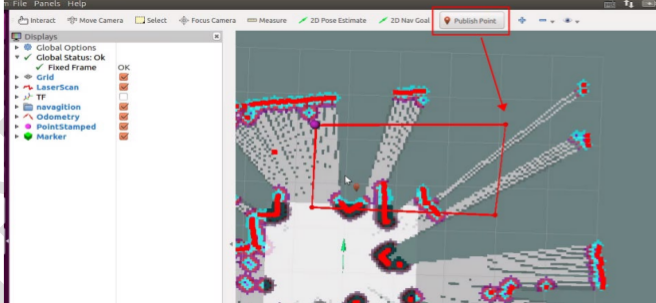 File Panels Help
Interact Move Camera Select Focus Camera Measure 2D Pose Estimate 2D Nav Goal Publish Point
Displays
Global Options
Global Status: Ok
Fixed Frame OK
Grid
LaserScan
TF
navagition
Odometry
PointStamped
Marker